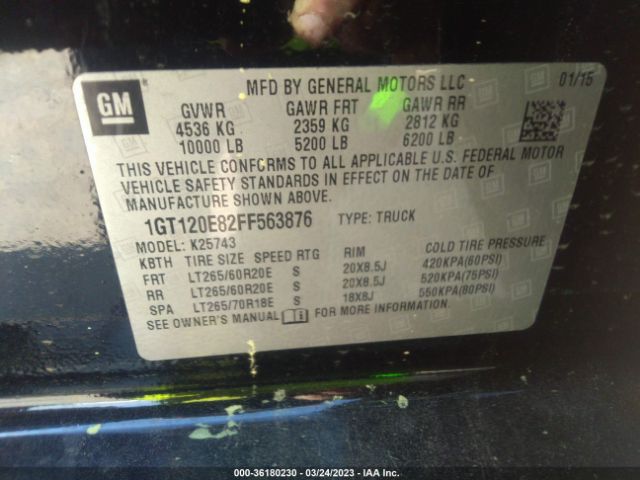 MFD BY GENERAL MOTORS LLC 01/15
GM
GVWR GAWR FRT GAWR RR
4536 KG 2359 KG 2812 KG
10000 LB 5200 LB 6200 LB
THIS VEHICLE CONFORMS TO ALL APPLICABLE U.S. FEDERAL MOTOR
VEHICLE SAFETY STANDARDS IN EFFECT ON THE DATE OF
MANUFACTURE SHOWN ABOVE.
1GT120E82FF563876 TYPE: TRUCK
MODEL: K25743
KBTH TIRE SIZE SPEED RTG RIM COLD TIRE PRESSURE
FRT LT265/60R20E S 20X8.5J 420KPA(60PSI)
RR LT265/60R20E S 20X8.5J 520KPA(75PSI)
SPA LT265/70R18E S 18X8J 550KPA(80PSI)
SEE OWNER'S MANUAL i FOR MORE INFORMATION.
000-36180230 - 03/24/2023 - IAA Inc.